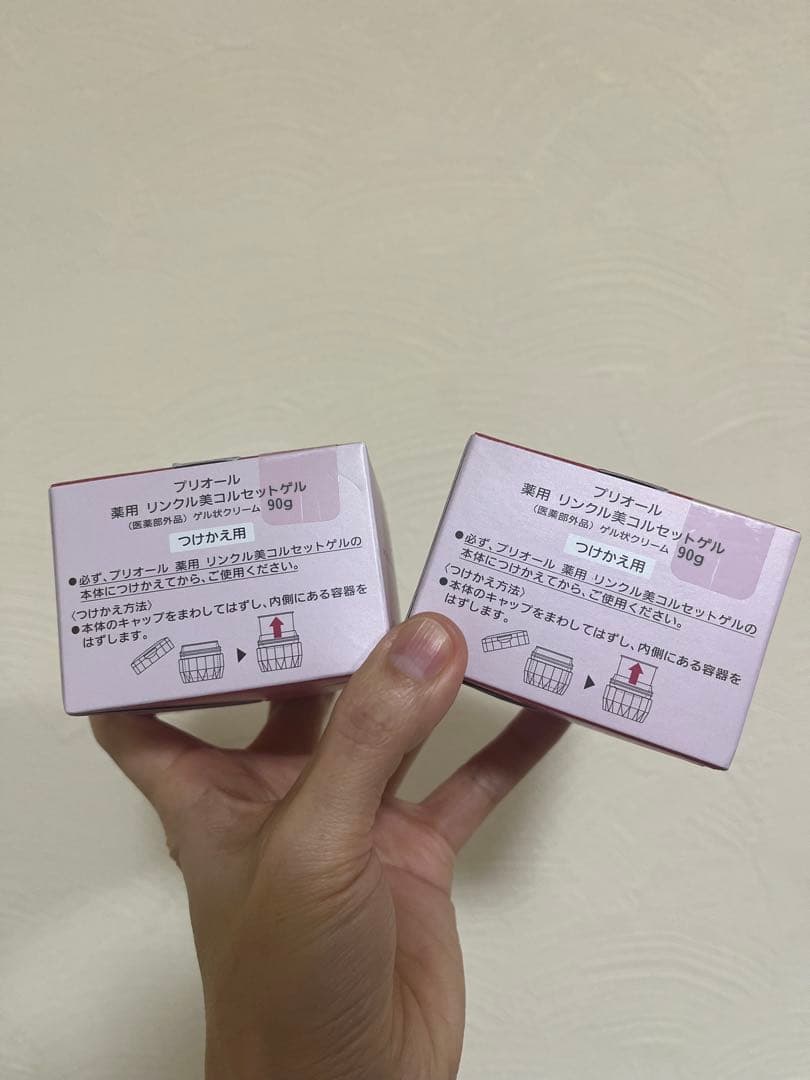 プリオール
薬用 リンクル美コルセットゲル
（医薬部外品）ゲル状クリーム 90g
つけかえ用
●必ず、プリオール 薬用 リンクル美コルセットゲルの
本体につけかえてから、ご使用ください。
〈つけかえ方法〉
●本体のキャップをまわしてはずし、内側にある容器を
はずします。
プリオール
薬用 リンクル美コルセットゲル
（医薬部外品）ゲル状クリーム 90g
つけかえ用
●必ず、プリオール 薬用 リンクル美コルセットゲルの
本体につけかえてから、ご使用ください。
〈つけかえ方法〉
●本体のキャップをまわしてはずし、内側にある容器を
はずします。